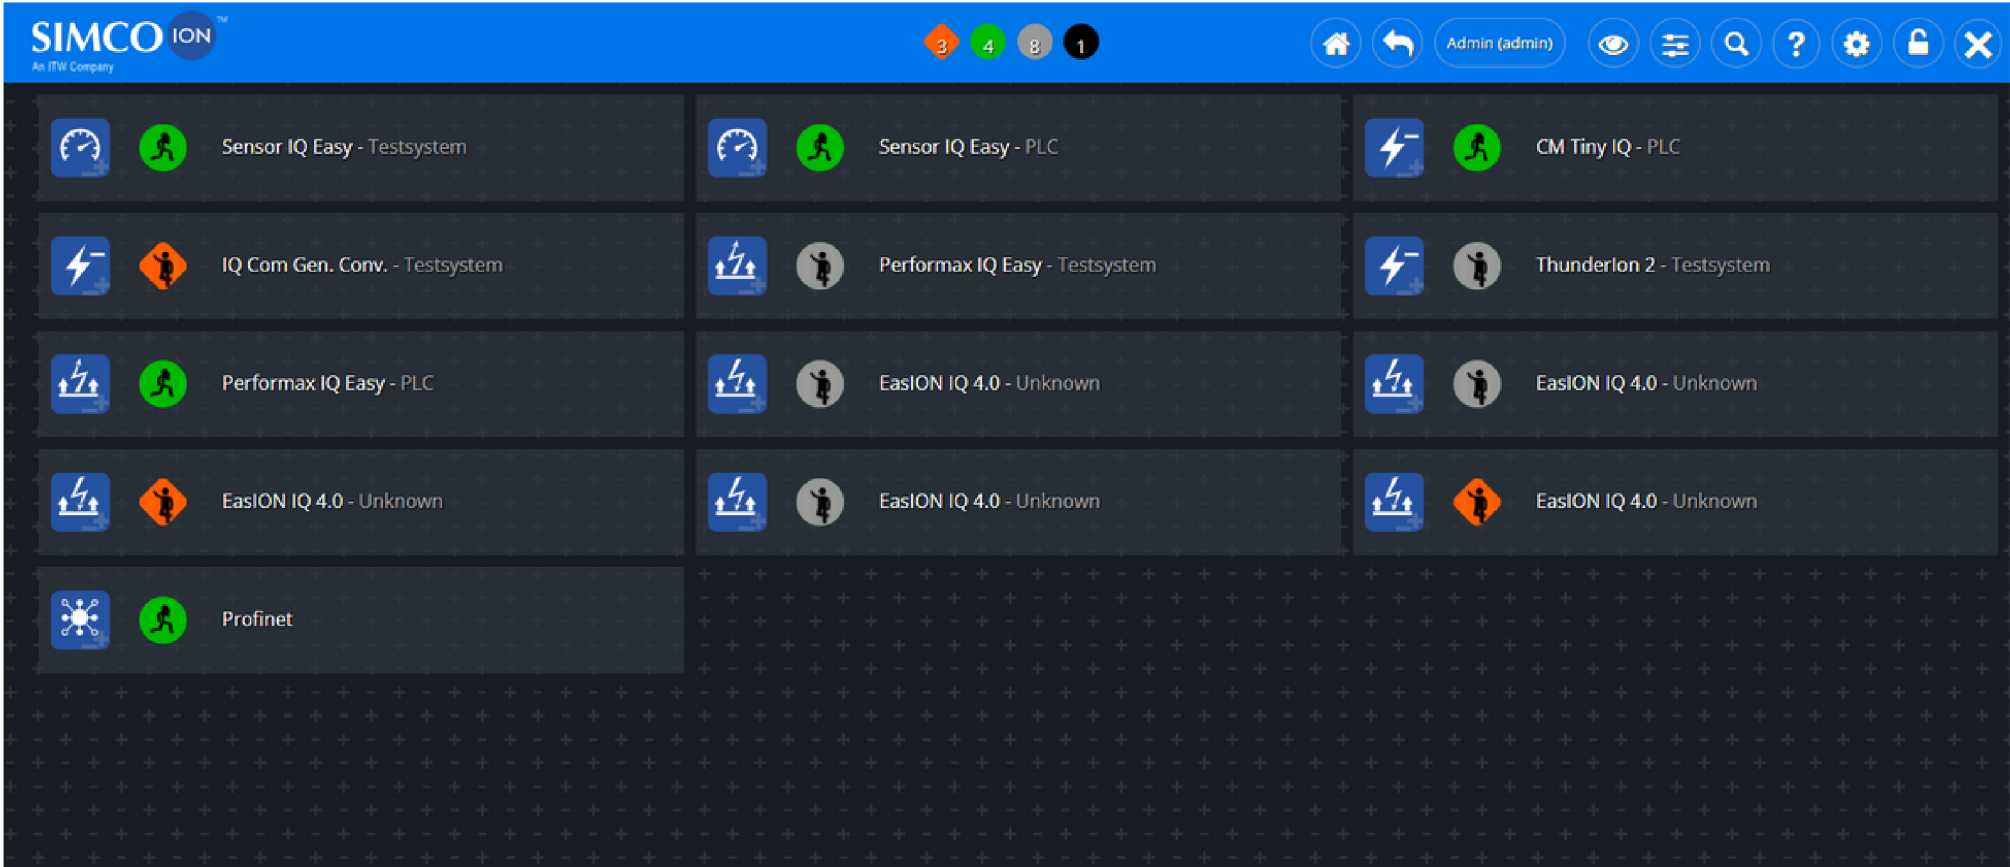 SIMCO ION ™
An ITW Company
3 4 8 1
Admin (admin)
?
Sensor IQ Easy - Testsystem
Sensor IQ Easy - PLC
CM Tiny IQ - PLC
IQ Com Gen. Conv. - Testsystem
Performax IQ Easy - Testsystem
ThunderIon 2 - Testsystem
Performax IQ Easy - PLC
EasION IQ 4.0 - Unknown
EasION IQ 4.0 - Unknown
EasION IQ 4.0 - Unknown
EasION IQ 4.0 - Unknown
EasION IQ 4.0 - Unknown
Profinet